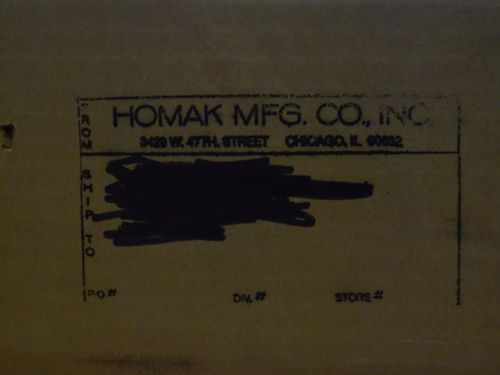 FROM
HOMAK MFG. CO., INC.
3429 W. 47TH. STREET CHICAGO, IL 60632
SHIP TO
P.O # DIV. # STORE #